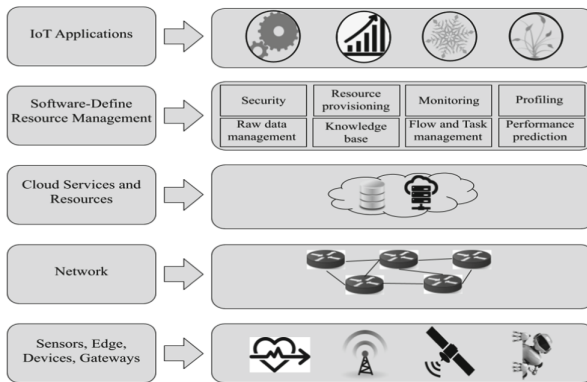 IoT Applications
Software-Define
Resource Management
Security
Resource
provisioning
Monitoring
Profiling
Raw data
management
Knowledge
base
Flow and Task
management
Performance
prediction
Cloud Services and
Resources
Network
Sensors, Edge,
Devices, Gateways